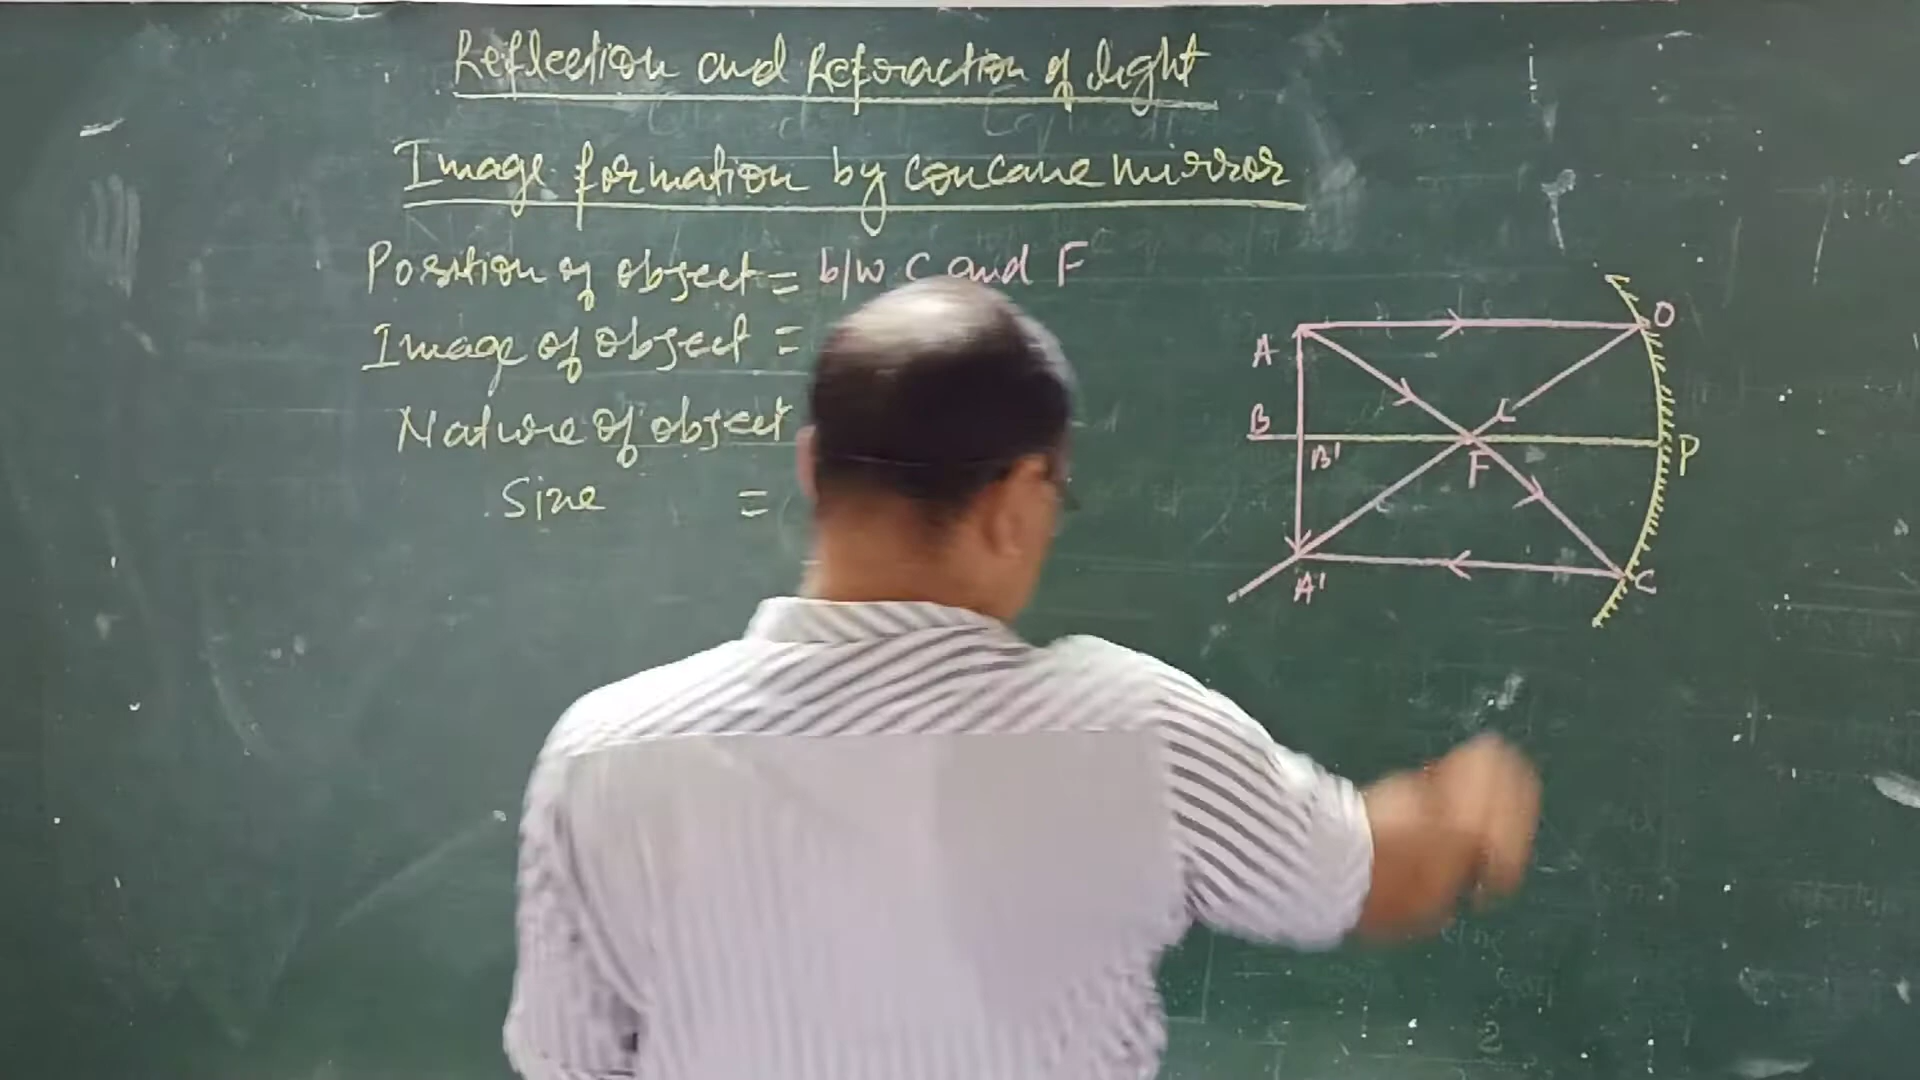 Reflection and Refraction of light
Image formation by concave mirror
Position of object = b/w C and F
Image of object =
Nature of object
Size =
A
O
B
B'
F
P
A'
C